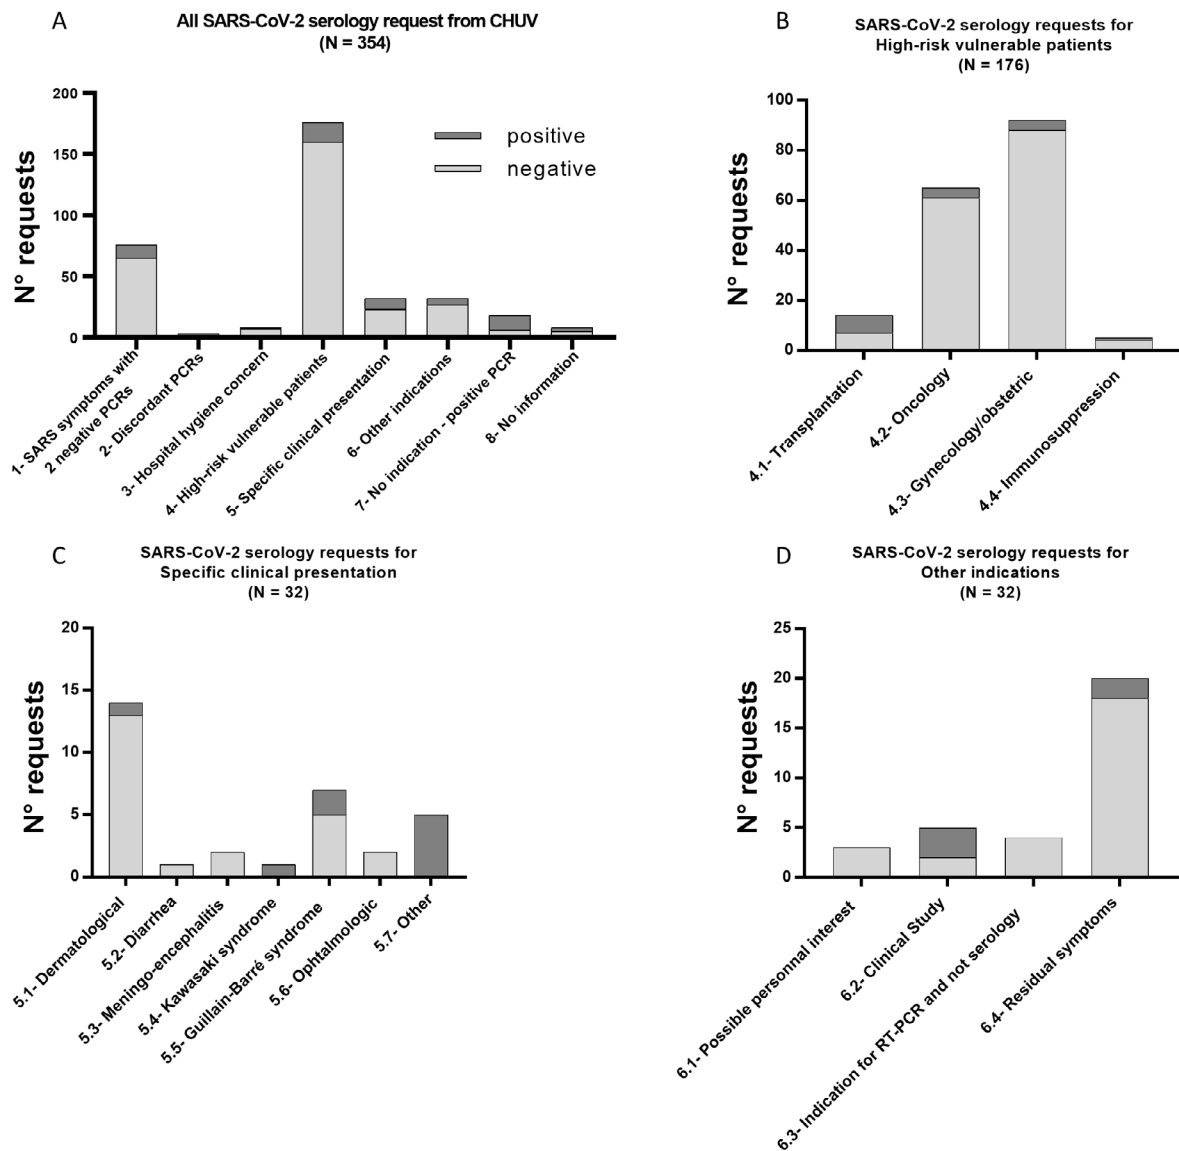 A
All SARS-CoV-2 serology request from CHUV
(N = 354)
N° requests
200
150
100
50
0
positive
negative
1- SARS symptoms with
2 negative PCRs
2- Discordant PCRs
3- Hospital hygiene concern
4- High-risk vulnerable patients
5- Specific clinical presentation
6- Other indications
7- No indication - positive PCR
8- No information
B
SARS-CoV-2 serology requests for
High-risk vulnerable patients
(N = 176)
N° requests
100
80
60
40
20
0
4.1- Transplantation
4.2- Oncology
4.3- Gynecology/obstetric
4.4- Immunosuppression
C
SARS-CoV-2 serology requests for
Specific clinical presentation
(N = 32)
N° requests
20
15
10
5
0
5.1- Dermatological
5.2- Diarrhea
5.3- Meningo-encephalitis
5.4- Kawasaki syndrome
5.5- Guillain-Barré syndrome
5.6- Ophtalmologic
5.7- Other
D
SARS-CoV-2 serology requests for
Other indications
(N = 32)
N° requests
25
20
15
10
5
0
6.1- Possible personnal interest
6.2- Clinical Study
6.3- Indication for RT-PCR and not serology
6.4- Residual symptoms